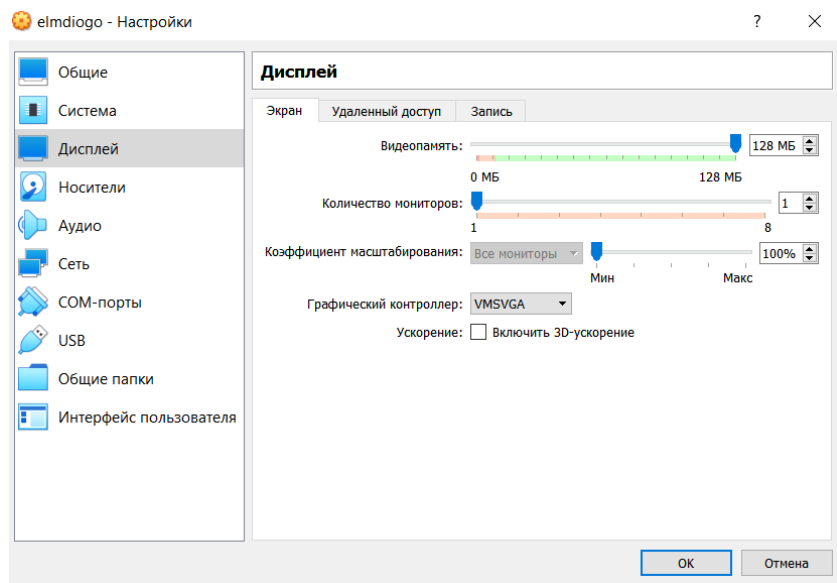 elmdiogo - Настройки
?
Общие
Система
Дисплей
Носители
Аудио
Сеть
COM-порты
USB
Общие папки
Интерфейс пользователя
Дисплей
Экран Удаленный доступ Запись
Видеопамять: 128 МБ
0 МБ 128 МБ
Количество мониторов: 1
1 8
Коэффициент масштабирования: Все мониторы 100%
Мин Макс
Графический контроллер: VMSVGA
Ускорение: Включить 3D-ускорение
OK Отмена